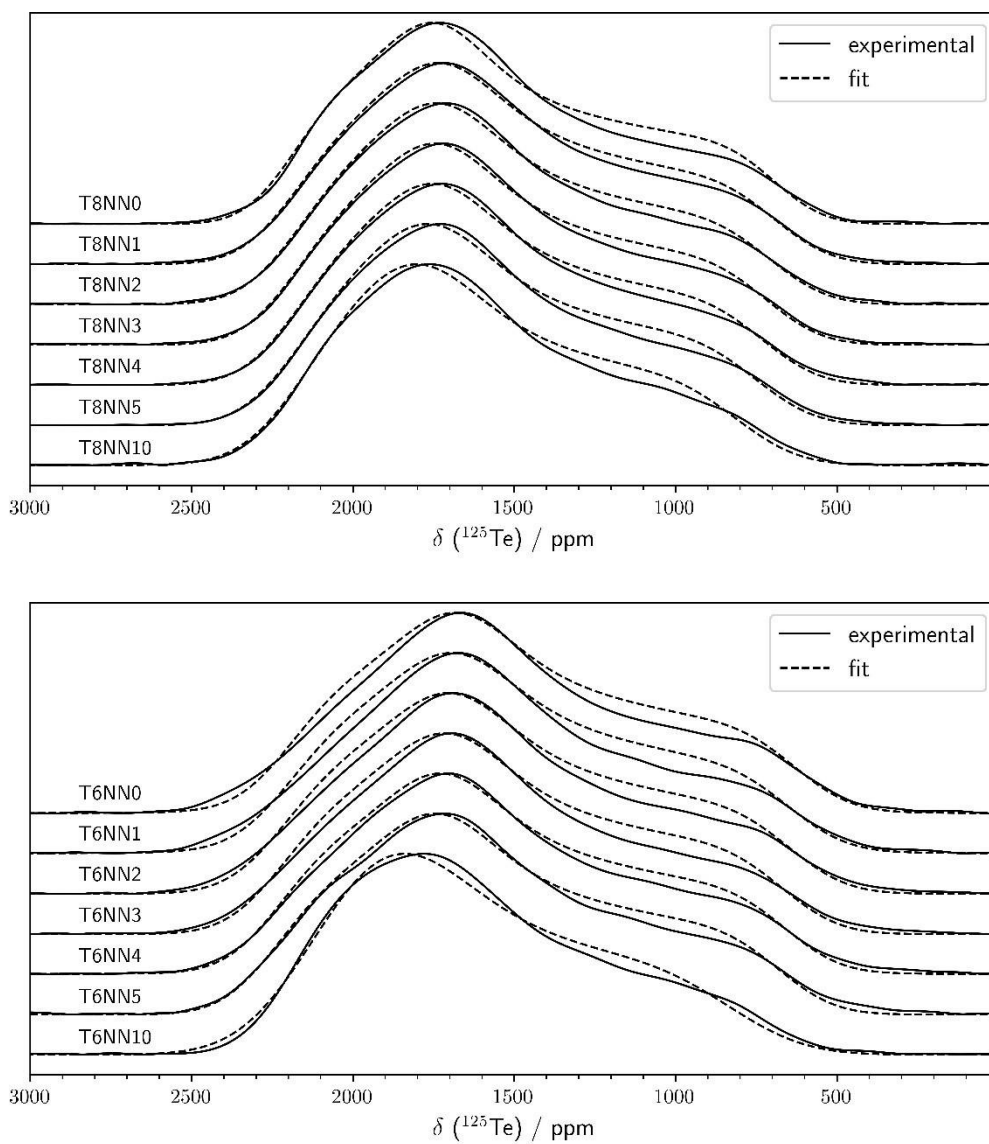 experimental
fit
T8NN0
T8NN1
T8NN2
T8NN3
T8NN4
T8NN5
T8NN10
3000 2500 2000 1500 1000 500
δ (¹²⁵Te) / ppm
experimental
fit
T6NN0
T6NN1
T6NN2
T6NN3
T6NN4
T6NN5
T6NN10
3000 2500 2000 1500 1000 500
δ (¹²⁵Te) / ppm